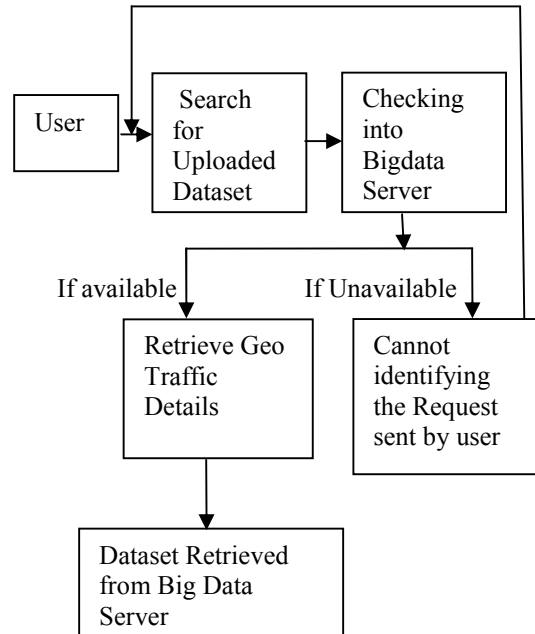 User
Search
for
Uploaded
Dataset
Checking
into
Bigdata
Server
If available
If Unavailable
Retrieve Geo
Traffic
Details
Cannot
identifying
the Request
sent by user
Dataset Retrieved
from Big Data
Server